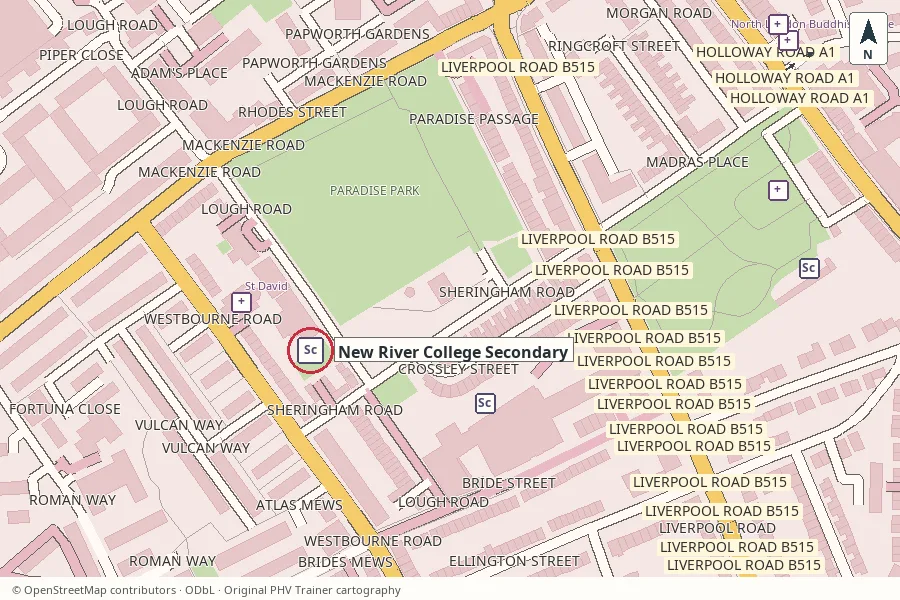 LOUGH ROAD
MORGAN ROAD
North L
PAPWORTH GARDENS
RINGCROFT STREET
HOLLOWAY ROAD A1
PIPER CLOSE
N
PAPWORTH GARDENS
LIVERPOOL ROAD B515
ADAM'S PLACE
MACKENZIE ROAD
HOLLOWAY ROAD A1
LOUGH ROAD
HOLLOWAY ROAD A1
RHODES STREET
PARADISE PASSAGE
MACKENZIE ROAD
MADRAS PLACE
MACKENZIE ROAD
PARADISE PARK
LOUGH ROAD
LIVERPOOL ROAD B515
Sc
LIVERPOOL ROAD B515
St David
SHERINGHAM ROAD
LIVERPOOL ROAD B515
WESTBOURNE ROAD
LIVERPOOL ROAD B515
Sc
New River College Secondary
LIVERPOOL ROAD B515
CROSSLEY STREET
LIVERPOOL ROAD B515
Sc
LIVERPOOL ROAD B515
FORTUNA CLOSE
SHERINGHAM ROAD
VULCAN WAY
LIVERPOOL ROAD B515
VULCAN WAY
LIVERPOOL ROAD B515
BRIDE STREET
LIVERPOOL ROAD B515
ROMAN WAY
ATLAS MEWS
LOUGH ROAD
LIVERPOOL ROAD B515
LIVERPOOL ROAD
WESTBOURNE ROAD
LIVERPOOL ROAD B515
ROMAN WAY
BRIDES MEWS
ELLINGTON STREET
LIVERPOOL ROAD B515
© OpenStreetMap contributors · ODbL · Original PHV Trainer cartography